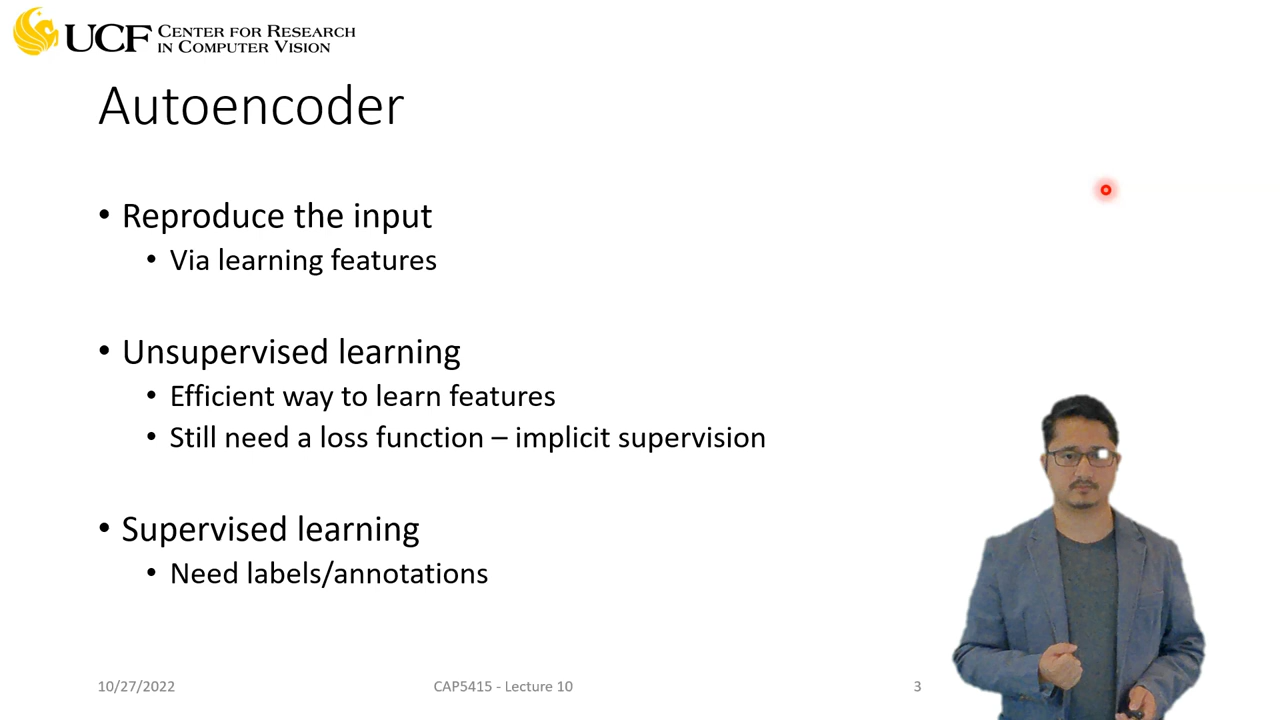 UCF CENTER FOR RESEARCH
IN COMPUTER VISION
Autoencoder
• Reproduce the input
• Via learning features
• Unsupervised learning
• Efficient way to learn features
• Still need a loss function – implicit supervision
• Supervised learning
• Need labels/annotations
10/27/2022
CAP5415 - Lecture 10
3